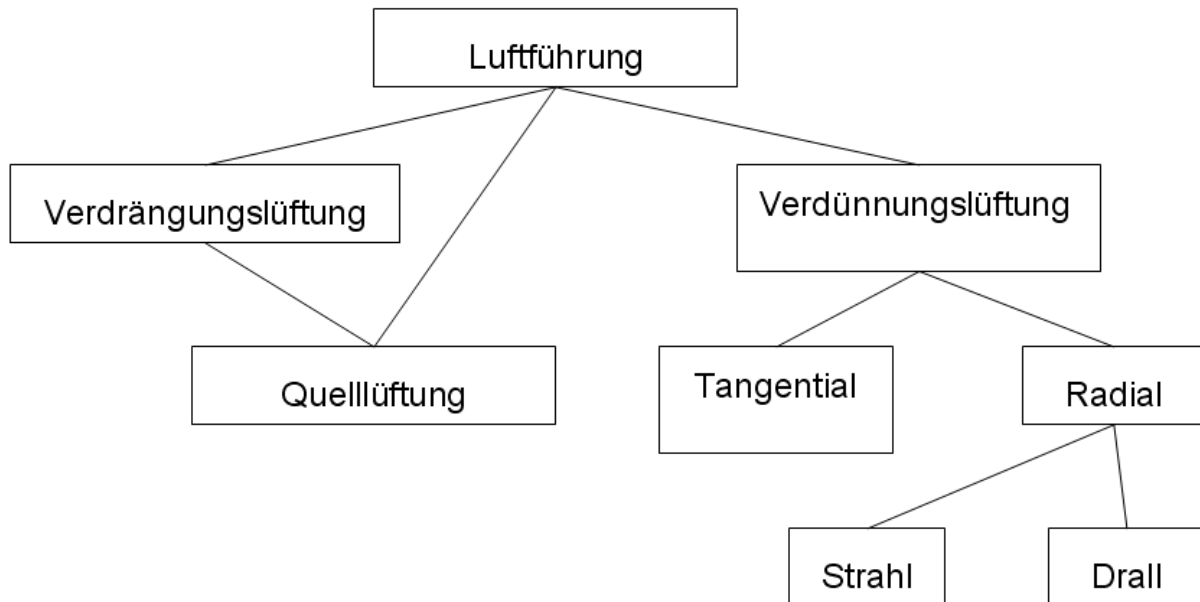 Luftführung
Verdrängungslüftung
Verdünnungslüftung
Quelllüftung
Tangential
Radial
Strahl
Drall